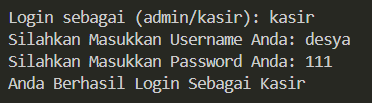 Login sebagai (admin/kasir): kasir
Silahkan Masukkan Username Anda: desya
Silahkan Masukkan Password Anda: 111
Anda Berhasil Login Sebagai Kasir